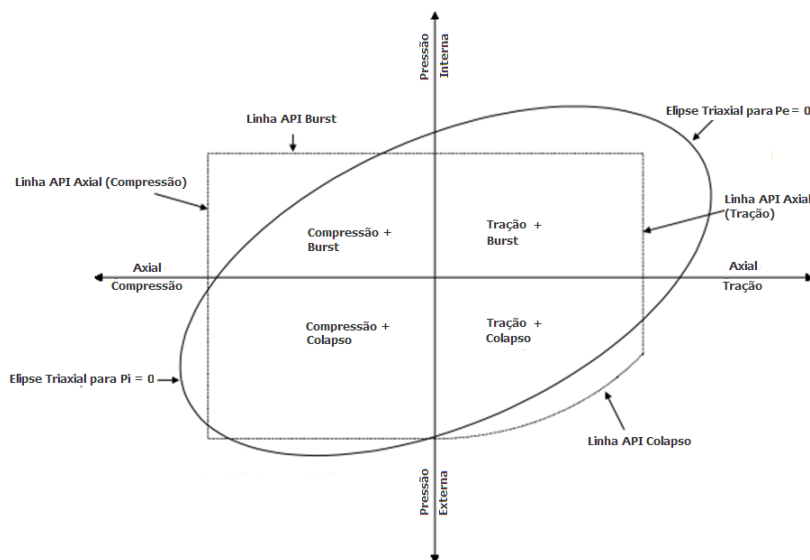 Pressão
Interna
Elipse Triaxial para Pe = 0
Linha API Burst
Linha API Axial (Compressão)
Linha API Axial
(Tração)
Compressão +
Burst
Tração +
Burst
Axial
Compressão
Axial
Tração
Compressão +
Colapso
Tração +
Colapso
Elipse Triaxial para Pi = 0
Linha API Colapso
Pressão
Externa